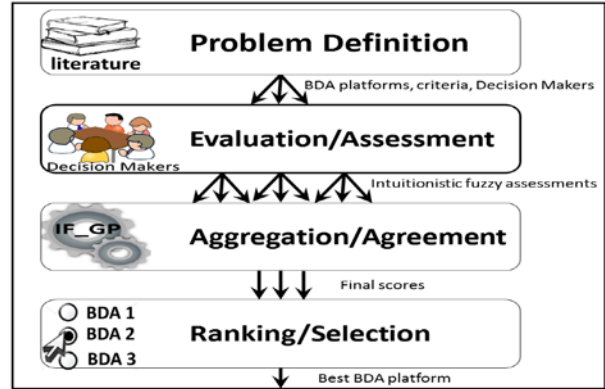 Problem Definition
literature
BDA platforms, criteria, Decision Makers
Evaluation/Assessment
Decision Makers
Intuitionistic fuzzy assessments
IF_GP
Aggregation/Agreement
Final scores
BDA 1
BDA 2
BDA 3
Ranking/Selection
Best BDA platform